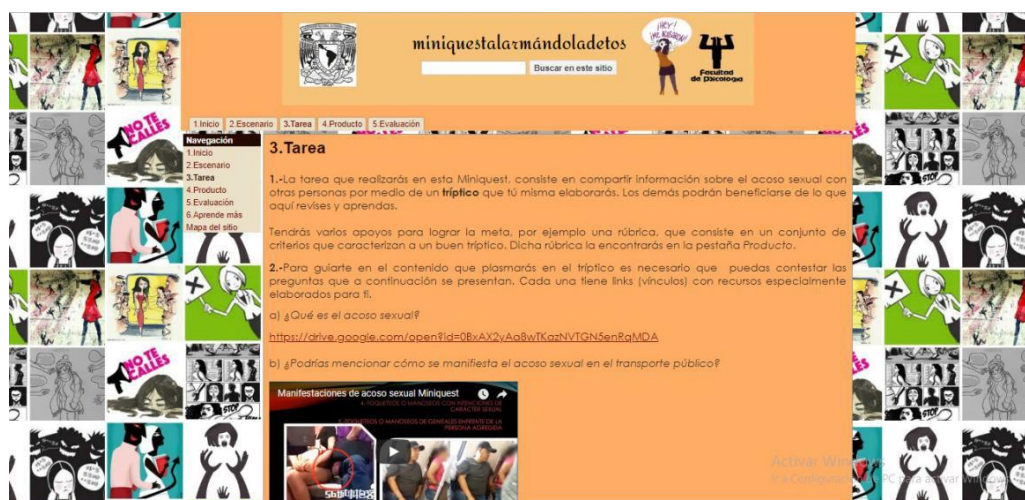 miniquestalarmándoladetos
Buscar en este sitio
¡HEY!
Facultad
de Psicología
1.Inicio 2.Escenario 3.Tarea 4.Producto 5.Evaluación
Navegación
1.Inicio
2.Escenario
3.Tarea
4.Producto
5.Evaluación
6.Aprende más
Mapa del sitio
3.Tarea
1.-La tarea que realizarás en esta Miniquest, consiste en compartir información sobre el acoso sexual con
otras personas por medio de un tríptico que tú misma elaborarás. Los demás podrán beneficiarse de lo que
aquí revises y aprendas.
Tendrás varios apoyos para lograr la meta, por ejemplo una rúbrica, que consiste en un conjunto de
criterios que caracterizan a un buen tríptico. Dicha rúbrica la encontrarás en la pestaña Producto.
2.-Para guiarte en el contenido que plasmarás en el tríptico es necesario que puedas contestar las
preguntas que a continuación se presentan. Cada una tiene links (vínculos) con recursos especialmente
elaborados para ti.
a) ¿Qué es el acoso sexual?
https://drive.google.com/open?id=0BxAX2yAa8wTKazNVTGN5enRqMDA
b) ¿Podrías mencionar cómo se manifiesta el acoso sexual en el transporte público?
Manifestaciones de acoso sexual Miniquest
CARÁCTER SEXUAL
PERSONA AGREDIDA
NO TE
CALLES
STOP
Activar Windows